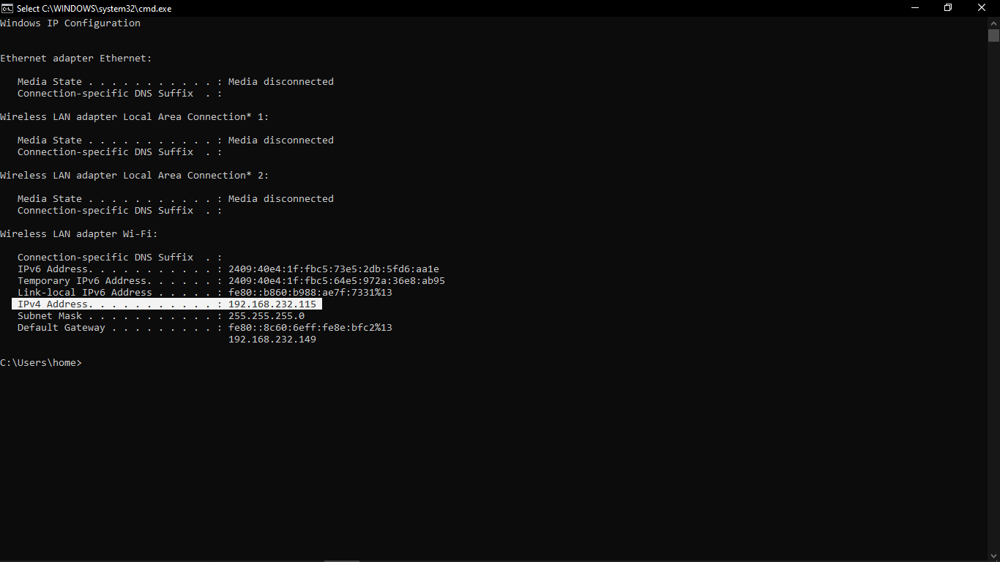 Select C:\WINDOWS\system32\cmd.exe
Windows IP Configuration
Ethernet adapter Ethernet:
Media State . . . . . . . . . . . : Media disconnected
Connection-specific DNS Suffix . :
Wireless LAN adapter Local Area Connection* 1:
Media State . . . . . . . . . . . : Media disconnected
Connection-specific DNS Suffix . :
Wireless LAN adapter Local Area Connection* 2:
Media State . . . . . . . . . . . : Media disconnected
Connection-specific DNS Suffix . :
Wireless LAN adapter Wi-Fi:
Connection-specific DNS Suffix . :
IPv6 Address. . . . . . . . . . . : 2409:40e4:1f:fbc5:73e5:2db:5fd6:aa1e
Temporary IPv6 Address. . . . . . : 2409:40e4:1f:fbc5:64e5:972a:36e8:ab95
Link-local IPv6 Address . . . . . : fe80::b860:b988:ae7f:7331%13
IPv4 Address. . . . . . . . . . . : 192.168.232.115
Subnet Mask . . . . . . . . . . . : 255.255.255.0
Default Gateway . . . . . . . . . : fe80::8c60:6eff:fe8e:bfc2%13
192.168.232.149
C:\Users\home>